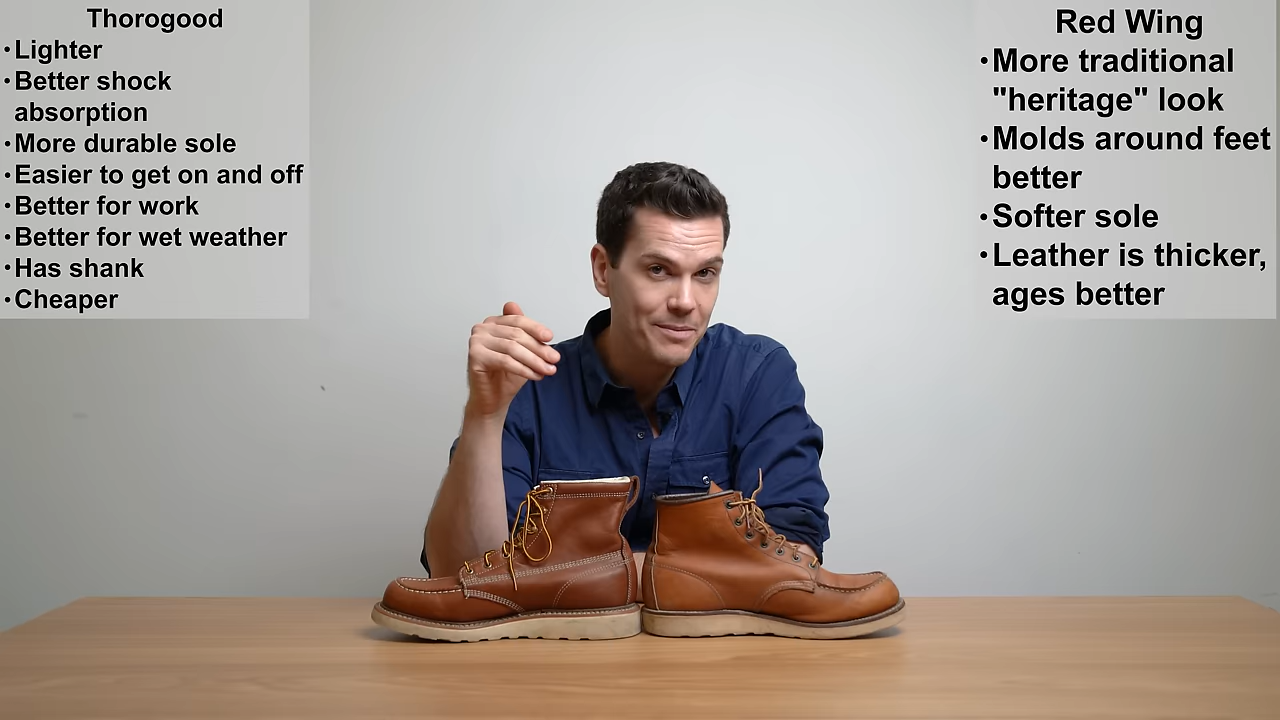 Thorogood
•Lighter
•Better shock
absorption
•More durable sole
•Easier to get on and off
•Better for work
•Better for wet weather
•Has shank
•Cheaper
Red Wing
•More traditional
"heritage" look
•Molds around feet
better
•Softer sole
•Leather is thicker,
ages better